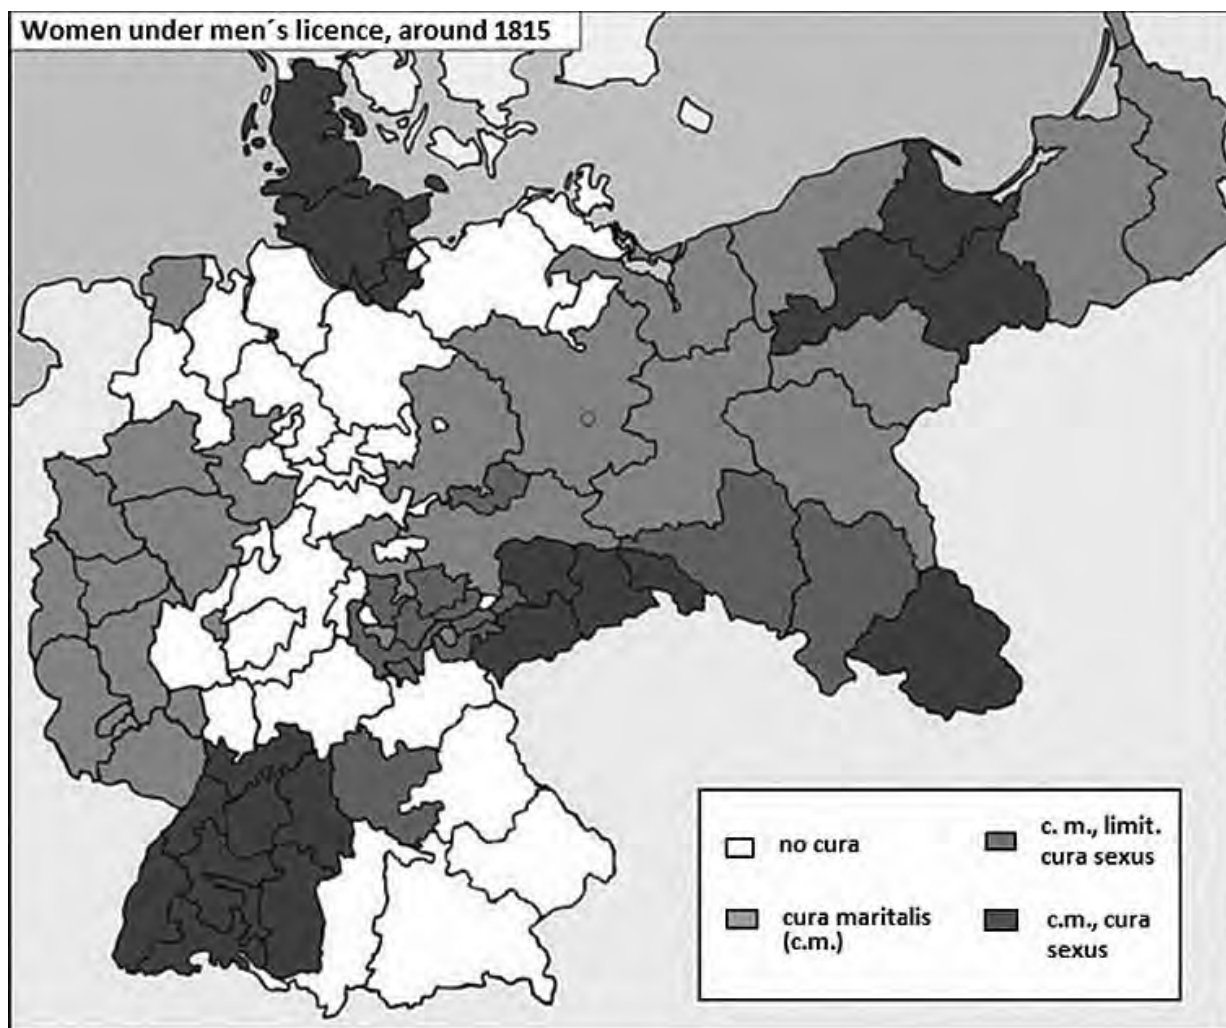 Women under men´s licence, around 1815
no cura
c. m., limit.
cura sexus
cura maritalis
(c.m.)
c.m., cura
sexus